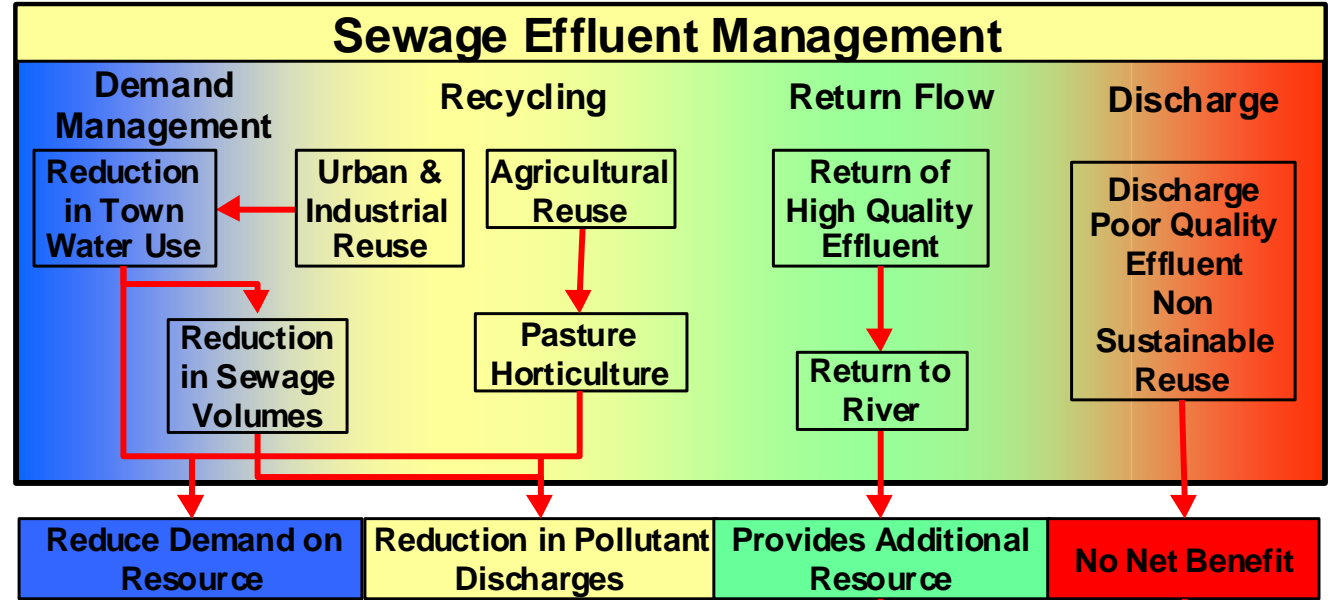 Sewage Effluent Management
Demand
Management
Recycling
Return Flow
Discharge
Reduction
in Town
Water Use
Urban &
Industrial
Reuse
Agricultural
Reuse
Return of
High Quality
Effluent
Discharge
Poor Quality
Effluent
Non
Sustainable
Reuse
Reduction
in Sewage
Volumes
Pasture
Horticulture
Return to
River
Reduce Demand on
Resource
Reduction in Pollutant
Discharges
Provides Additional
Resource
No Net Benefit